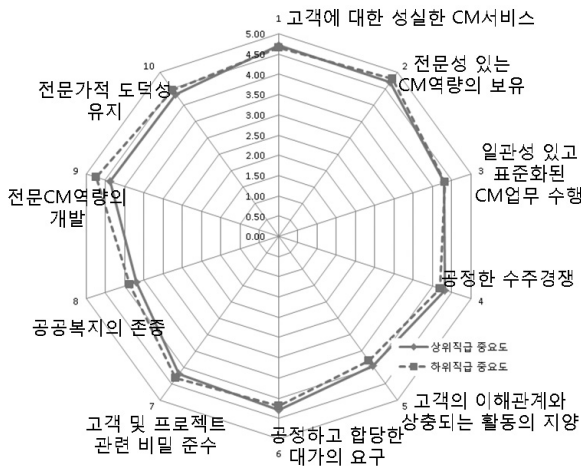 1
고객에 대한 성실한 CM서비스
5.00
4.50
4.00
3.50
3.00
2.50
2.00
1.50
1.00
0.50
0.00
2
전문성 있는
CM역량의 보유
3
일관성 있고
표준화된
CM업무 수행
4
공정한 수주경쟁
상위직급 중요도
하위직급 중요도
5
고객의 이해관계와
상충되는 활동의 지양
6
공정하고 합당한
대가의 요구
7
고객 및 프로젝트
관련 비밀 준수
8
공공복지의 존중
9
전문CM역량의
개발
10
전문가적 도덕성
유지